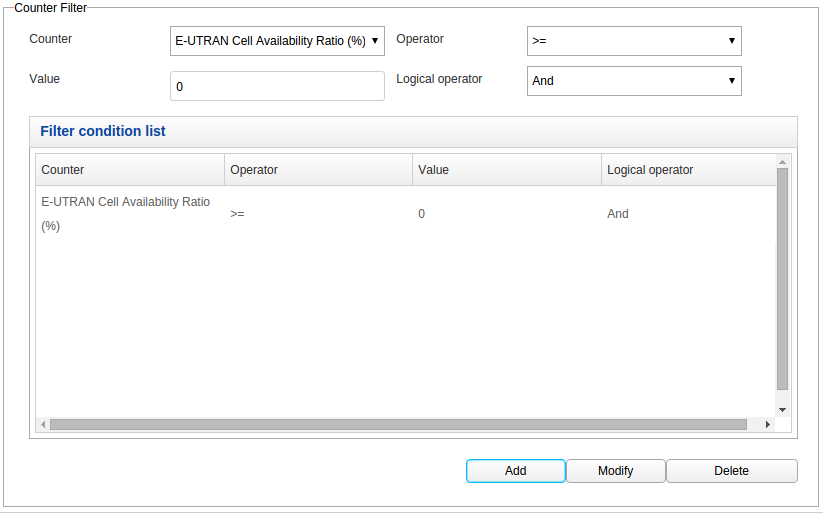 Counter Filter
Counter E-UTRAN Cell Availability Ratio (%) Operator >=
Value 0 Logical operator And
Filter condition list
Counter Operator Value Logical operator
E-UTRAN Cell Availability Ratio
(%) >= 0 And
Add Modify Delete